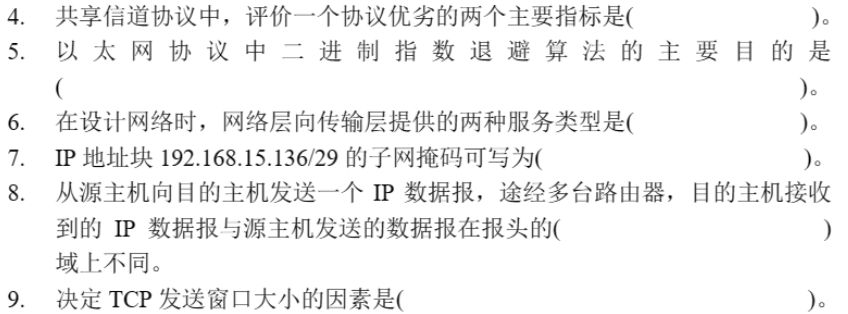 4. 共享信道协议中，评价一个协议优劣的两个主要指标是( )。
5. 以太网协议中二进制指数退避算法的主要目的是
( )。
6. 在设计网络时，网络层向传输层提供的两种服务类型是( )。
7. IP 地址块 192.168.15.136/29 的子网掩码可写为( )。
8. 从源主机向目的主机发送一个 IP 数据报，途经多台路由器，目的主机接收
到的 IP 数据报与源主机发送的数据报在报头的( )
域上不同。
9. 决定 TCP 发送窗口大小的因素是( )。